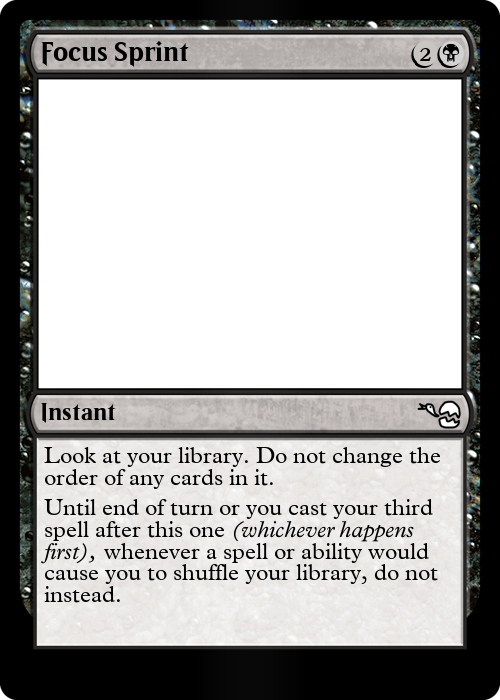 Focus Sprint 2
Instant
Look at your library. Do not change the
order of any cards in it.
Until end of turn or you cast your third
spell after this one (whichever happens
first), whenever a spell or ability would
cause you to shuffle your library, do not
instead.